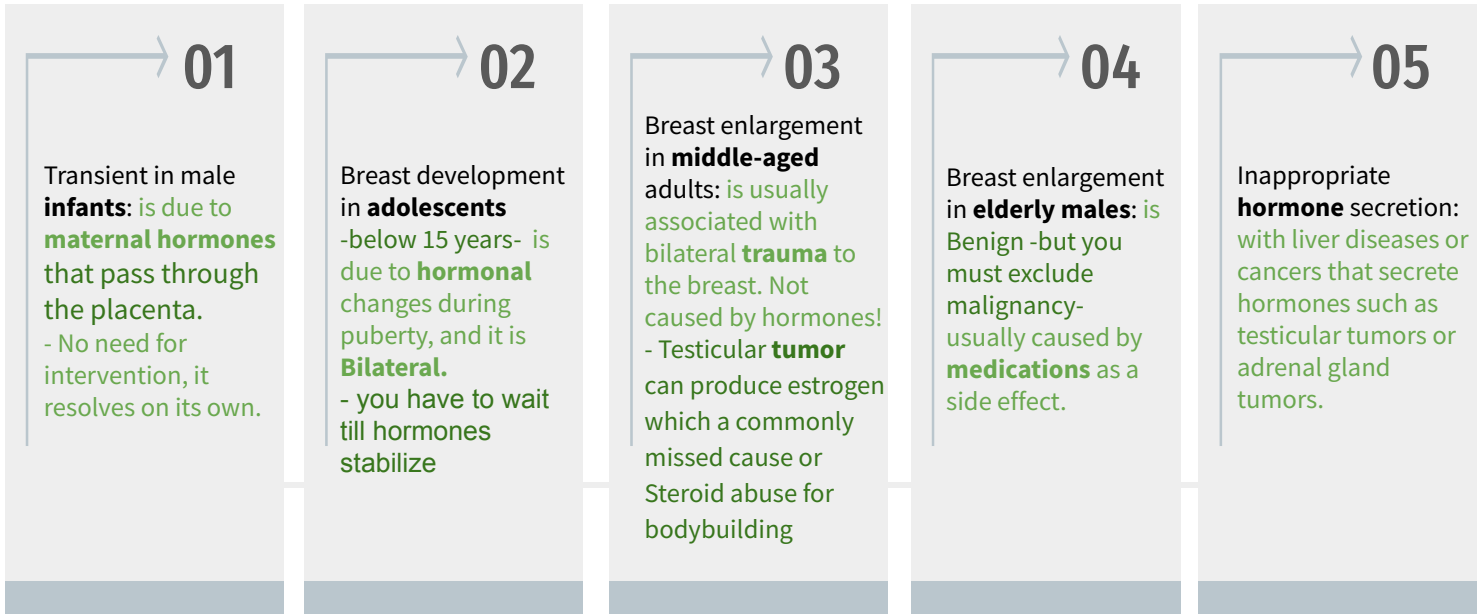 01
Transient in male
infants: is due to
maternal hormones
that pass through
the placenta.
- No need for
intervention, it
resolves on its own.
02
Breast development
in adolescents
-below 15 years- is
due to hormonal
changes during
puberty, and it is
Bilateral.
- you have to wait
till hormones
stabilize
03
Breast enlargement
in middle-aged
adults: is usually
associated with
bilateral trauma to
the breast. Not
caused by hormones!
- Testicular tumor
can produce estrogen
which a commonly
missed cause or
Steroid abuse for
bodybuilding
04
Breast enlargement
in elderly males: is
Benign -but you
must exclude
malignancy-
usually caused by
medications as a
side effect.
05
Inappropriate
hormone secretion:
with liver diseases or
cancers that secrete
hormones such as
testicular tumors or
adrenal gland
tumors.